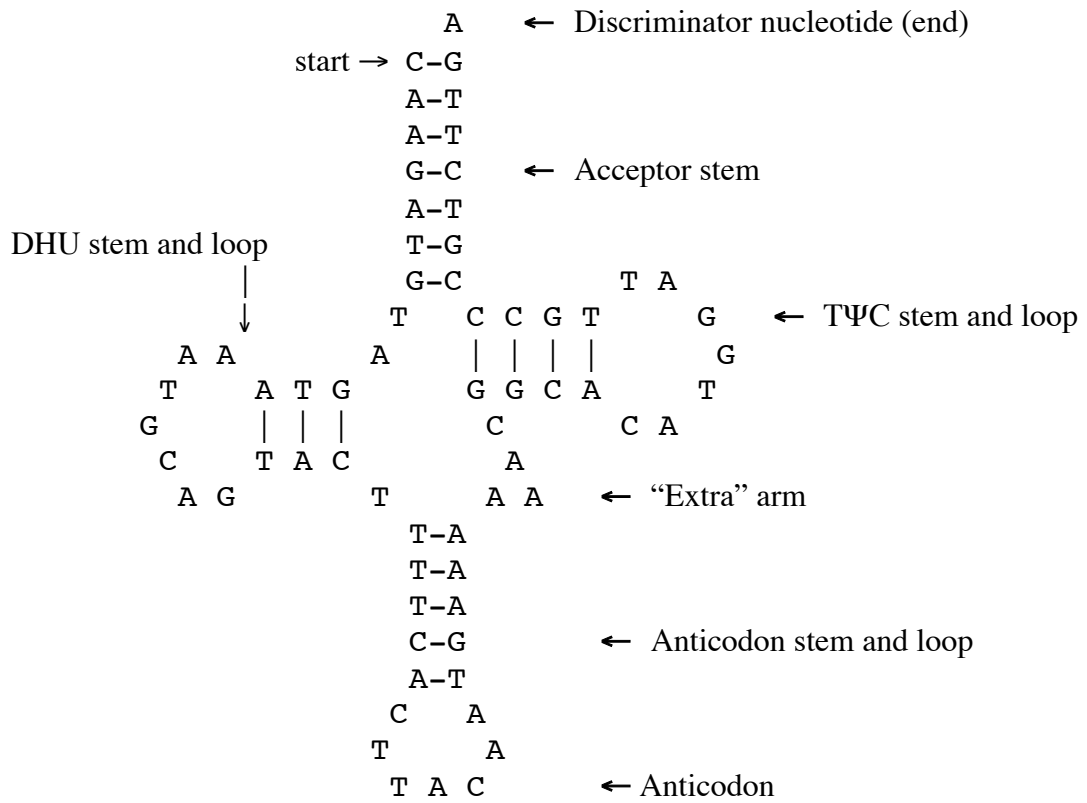 A ← Discriminator nucleotide (end)
start → C–G
A–T
A–T
G–C ← Acceptor stem
A–T
DHU stem and loop T–G
G–C T A
T C C G T G ← TΨC stem and loop
A A A | | | | G
T A T G G G C A T
G | | | C C A
C T A C A
A G T A A ← “Extra” arm
T–A
T–A
T–A
C–G ← Anticodon stem and loop
A–T
C A
T A
T A C ← Anticodon